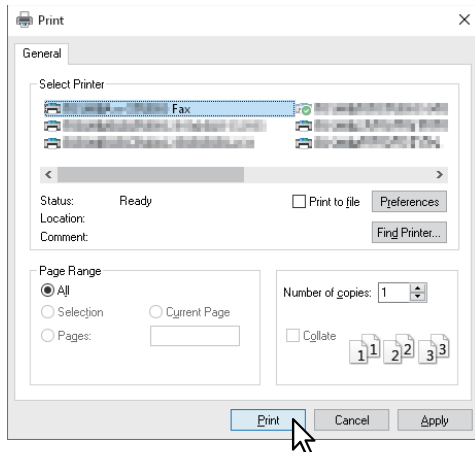 Print
General
Select Printer
Fax
Status: Ready
Print to file
Preferences
Location:
Comment:
Find Printer...
Page Range
All
Selection
Current Page
Pages:
Number of copies: 1
Collate
1 1 2 2 3 3
Print
Cancel
Apply